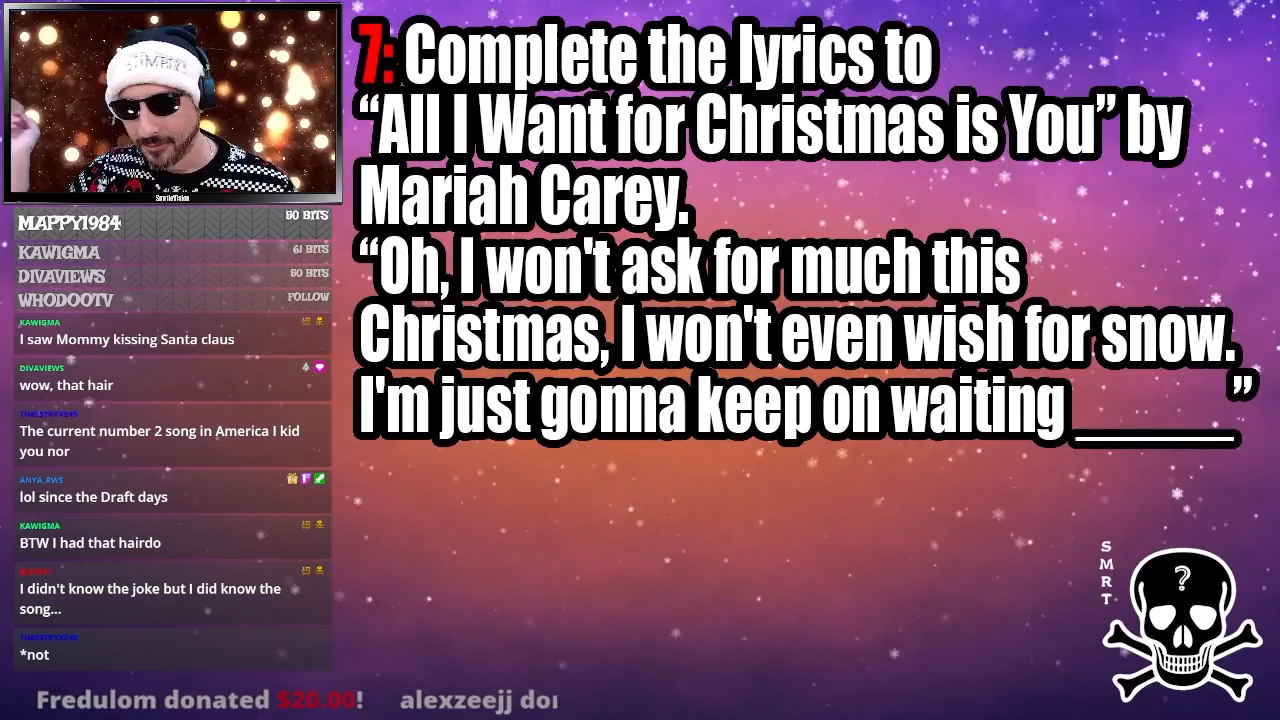 7: Complete the lyrics to
“All I Want for Christmas is You” by
Mariah Carey.
“Oh, I won't ask for much this
Christmas, I won't even wish for snow.
I'm just gonna keep on waiting ______”
SmrtieVision
MAPPY1984 50 BITS
KAWIGMA 61 BITS
DIVAVIEWS 50 BITS
WHODOOTV FOLLOW
KAWIGMA
I saw Mommy kissing Santa claus
DIVAVIEWS
wow, that hair
TIMESTRYKE45
The current number 2 song in America I kid
you nor
ANYA_RWS
lol since the Draft days
KAWIGMA
BTW I had that hairdo
I didn't know the joke but I did know the
song...
TIMESTRYKE45
*not
SMRT
?
Fredulom donated $20.00! alexzeejj do